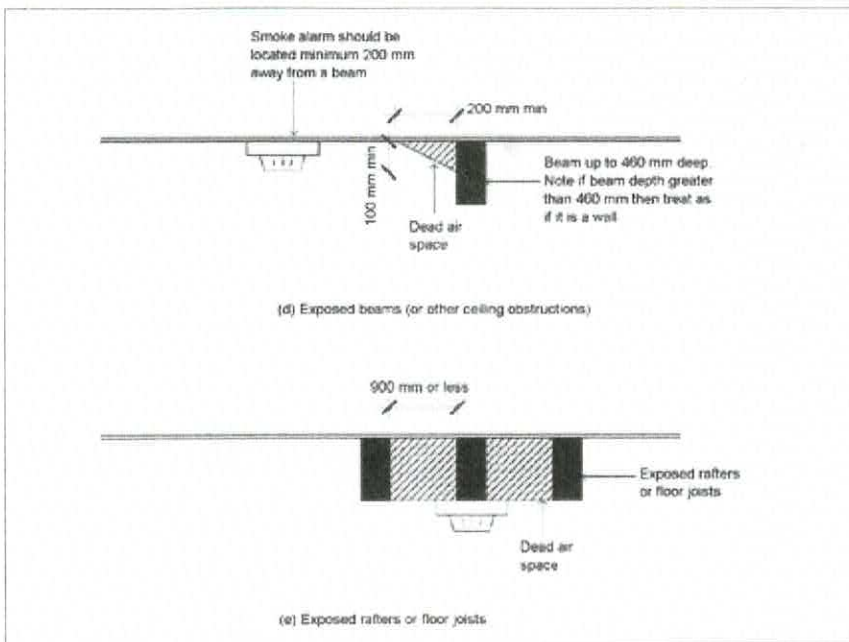 Smoke alarm should be
located minimum 200 mm
away from a beam
200 mm min
100 mm min
Beam up to 460 mm deep.
Note if beam depth greater
than 460 mm then treat as
if it is a wall
Dead air
space
(d) Exposed beams (or other ceiling obstructions)
900 mm or less
Exposed rafters
or floor joists
Dead air
space
(e) Exposed rafters or floor joists